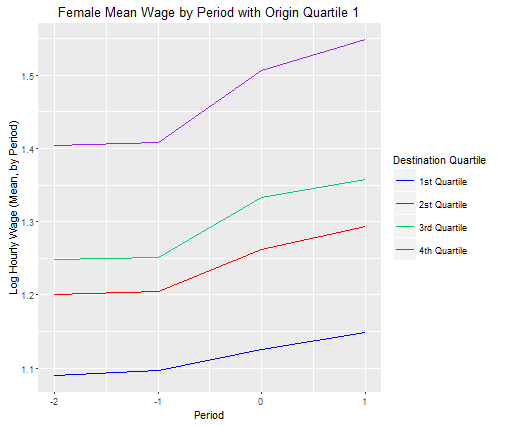 Female Mean Wage by Period with Origin Quartile 1
Log Hourly Wage (Mean, by Period)
1.5
1.4
1.3
1.2
1.1
-2
-1
0
1
Period
Destination Quartile
1st Quartile
2st Quartile
3rd Quartile
4th Quartile